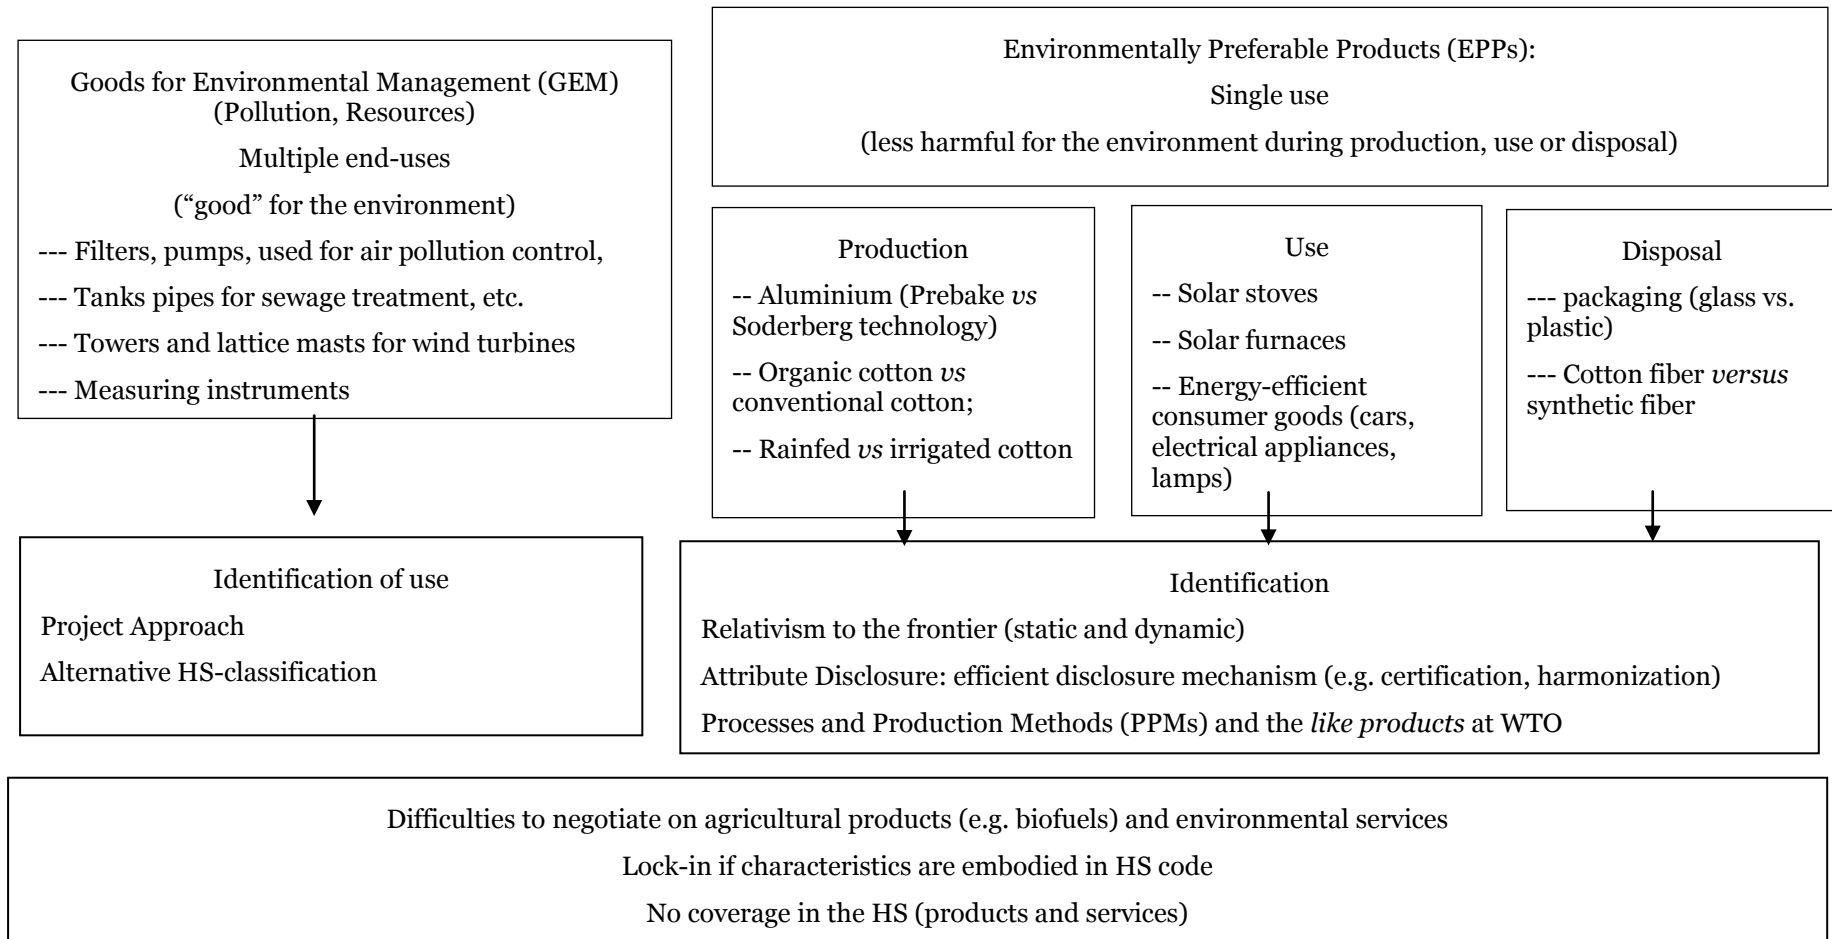 Goods for Environmental Management (GEM)
(Pollution, Resources)
Multiple end-uses
(“good” for the environment)
--- Filters, pumps, used for air pollution control,
--- Tanks pipes for sewage treatment, etc.
--- Towers and lattice masts for wind turbines
--- Measuring instruments
Environmentally Preferable Products (EPPs):
Single use
(less harmful for the environment during production, use or disposal)
Production
-- Aluminium (Prebake vs
Soderberg technology)
-- Organic cotton vs
conventional cotton;
-- Rainfed vs irrigated cotton
Use
-- Solar stoves
-- Solar furnaces
-- Energy-efficient
consumer goods (cars,
electrical appliances,
lamps)
Disposal
--- packaging (glass vs.
plastic)
--- Cotton fiber versus
synthetic fiber
Identification of use
Project Approach
Alternative HS-classification
Identification
Relativism to the frontier (static and dynamic)
Attribute Disclosure: efficient disclosure mechanism (e.g. certification, harmonization)
Processes and Production Methods (PPMs) and the like products at WTO
Difficulties to negotiate on agricultural products (e.g. biofuels) and environmental services
Lock-in if characteristics are embodied in HS code
No coverage in the HS (products and services)